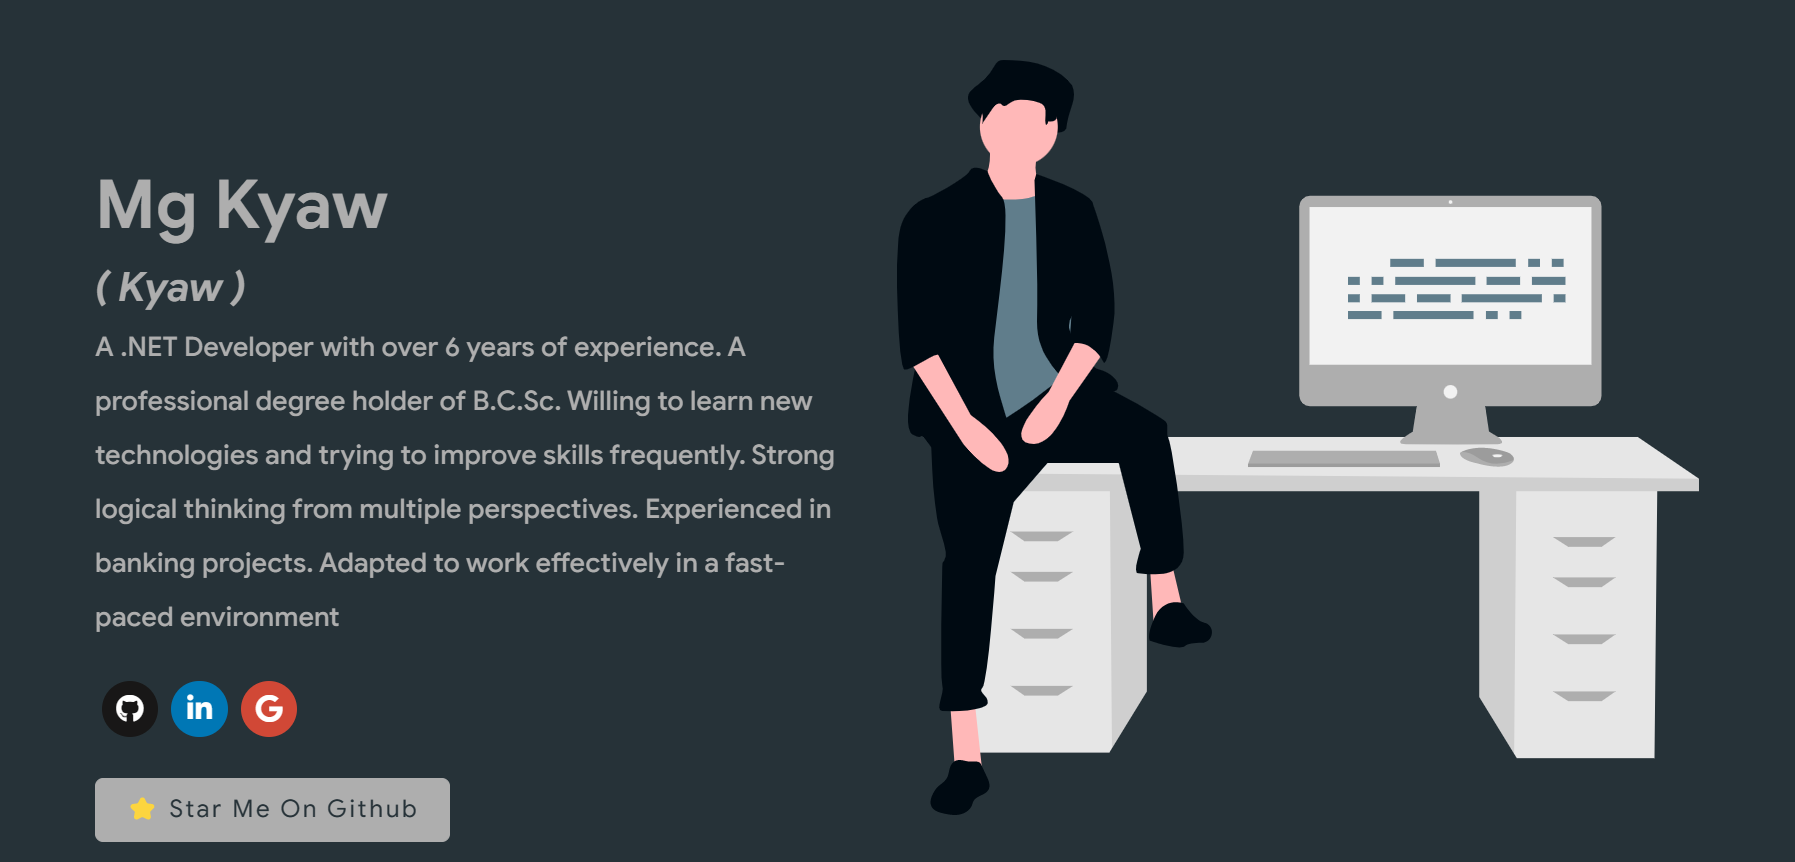 Mg Kyaw
( Kyaw )
A .NET Developer with over 6 years of experience. A
professional degree holder of B.C.Sc. Willing to learn new
technologies and trying to improve skills frequently. Strong
logical thinking from multiple perspectives. Experienced in
banking projects. Adapted to work effectively in a fast-
paced environment
in
G
Star Me On Github